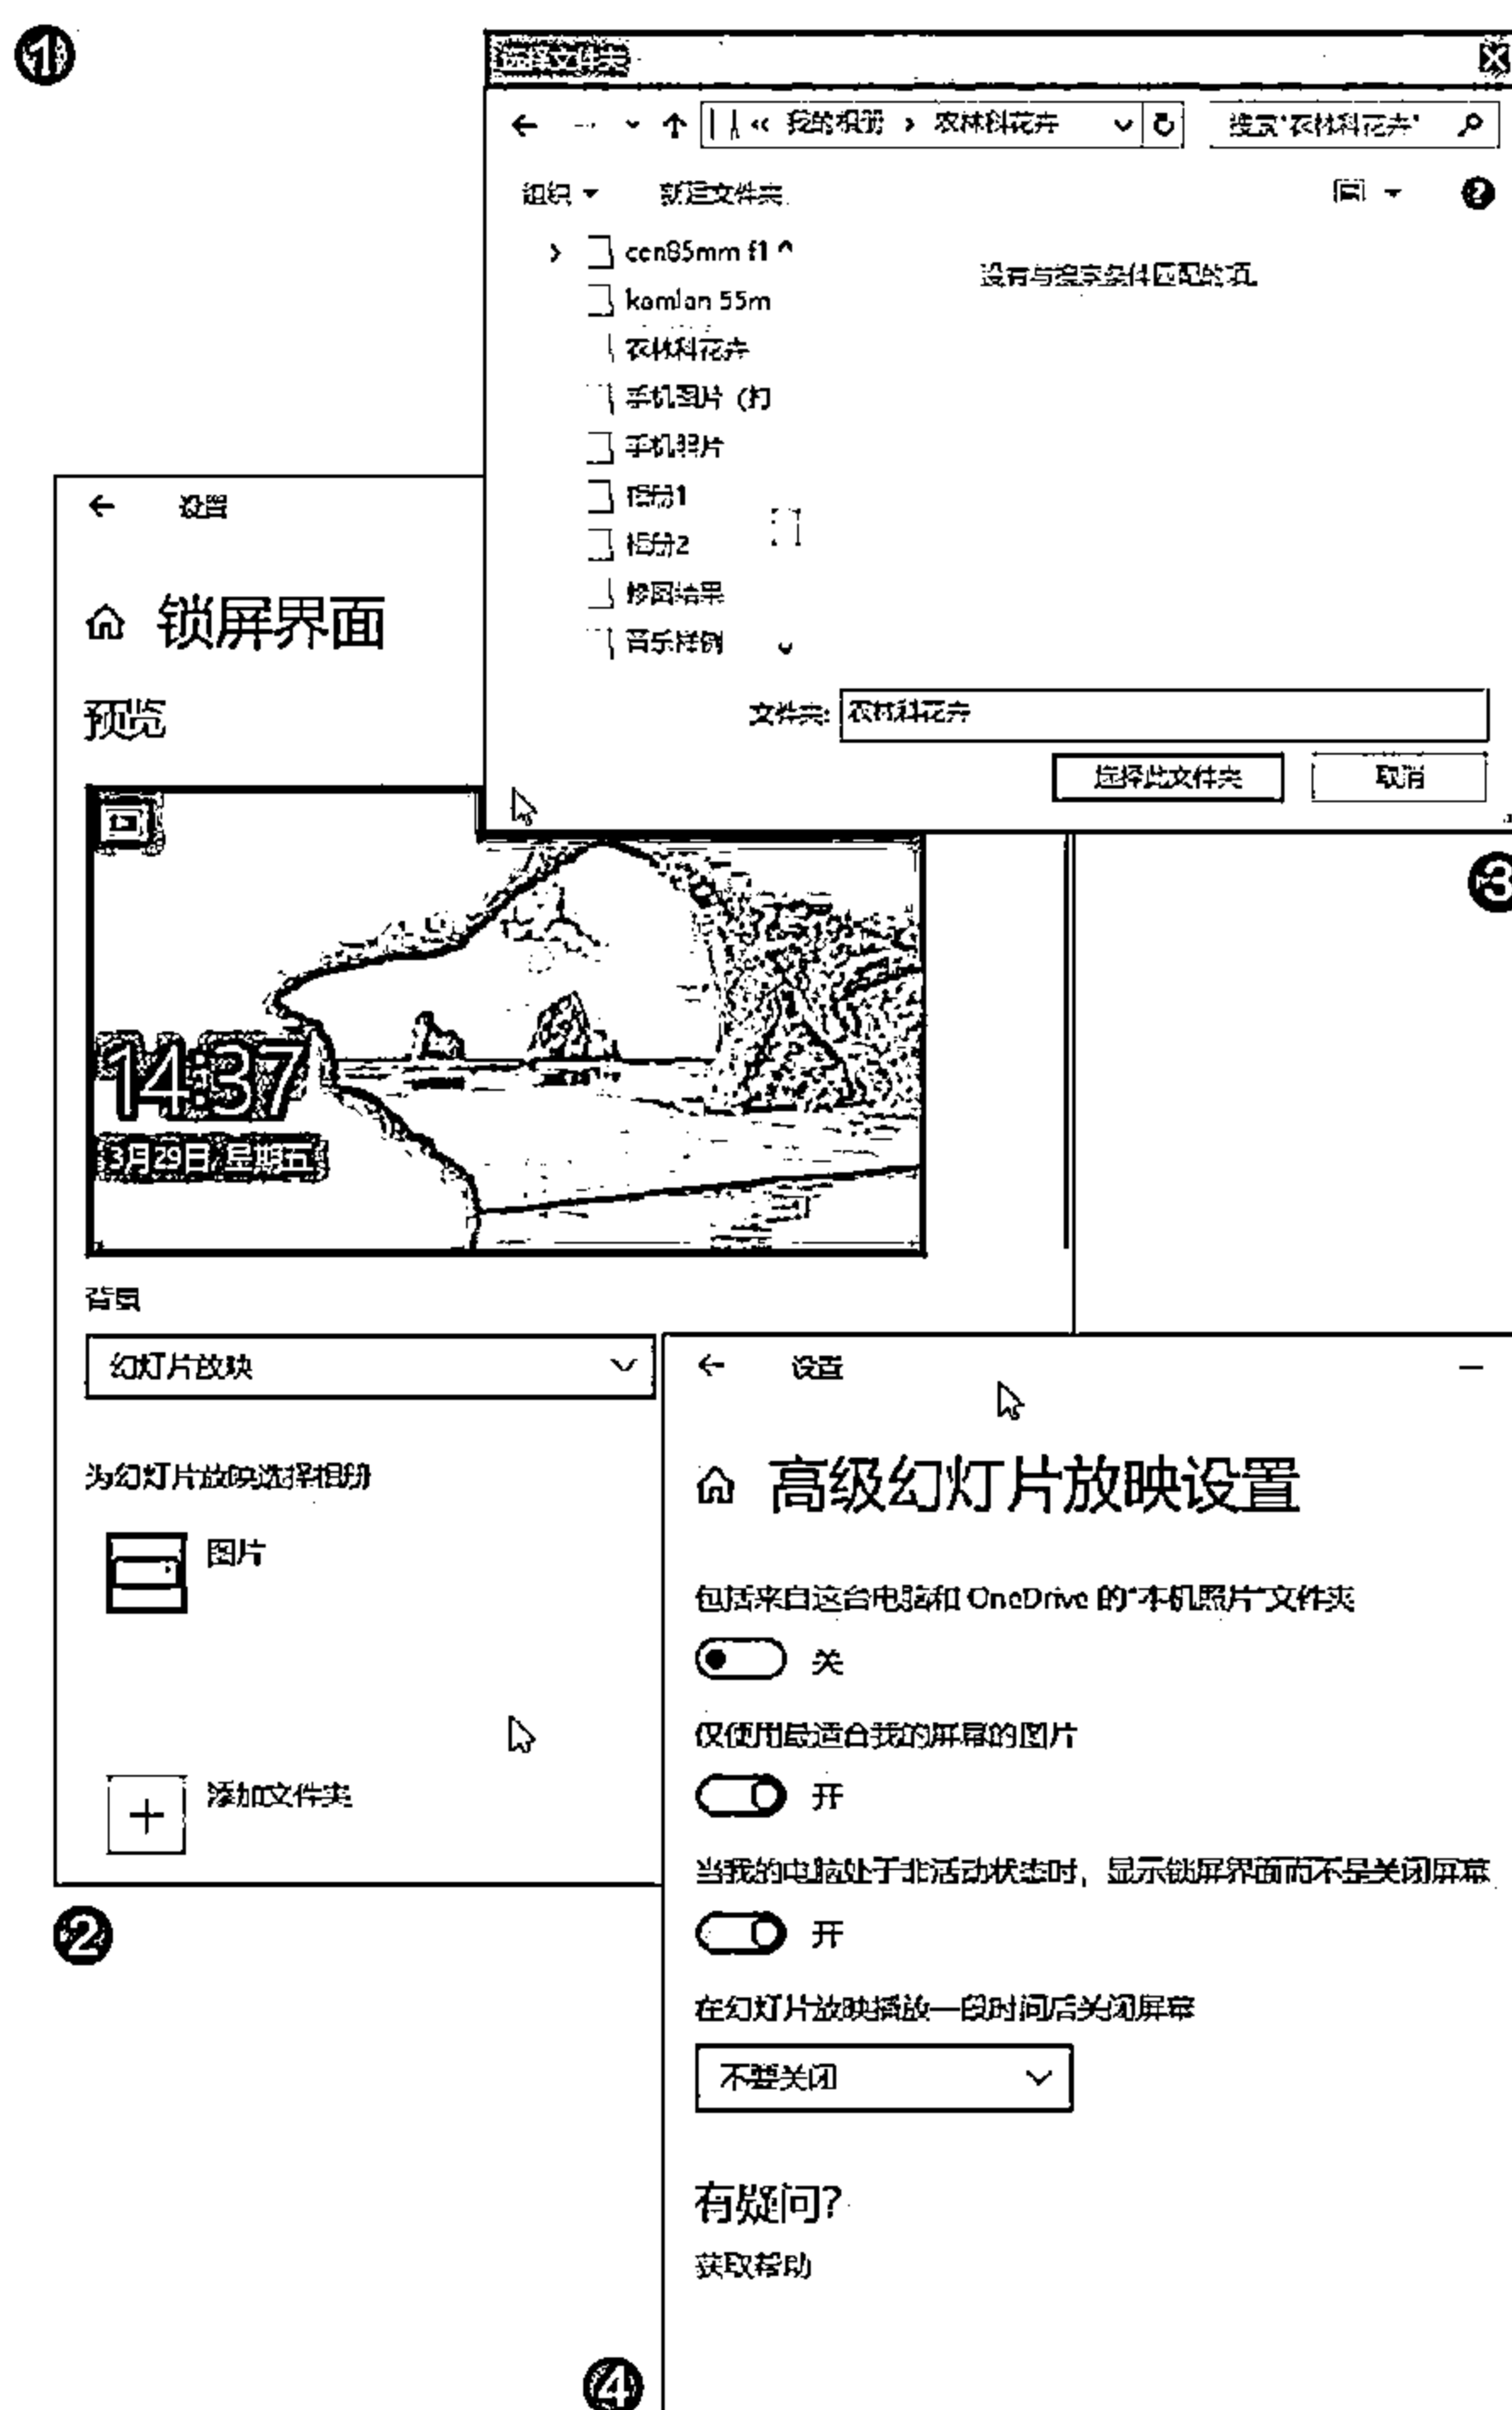 ①
选择文件夹
« 我的相册 › 农林科花卉
搜索"农林科花卉"
组织
新建文件夹
没有与搜索条件匹配的项。
ccn85mm f1
kamlan 55m
农林科花卉
手机图片 (打
手机照片
相册1
相册2
修图结果
音乐样例
文件夹: 农林科花卉
选择此文件夹
取消
③
设置
锁屏界面
预览
14:37
3月29日 星期五
背景
幻灯片放映
为幻灯片放映选择相册
图片
添加文件夹
②
设置
高级幻灯片放映设置
包括来自这台电脑和 OneDrive 的"本机照片"文件夹
关
仅使用最适合我的屏幕的图片
开
当我的电脑处于非活动状态时，显示锁屏界面而不是关闭屏幕
开
在幻灯片放映播放一段时间后关闭屏幕
不要关闭
有疑问?
获取帮助
④